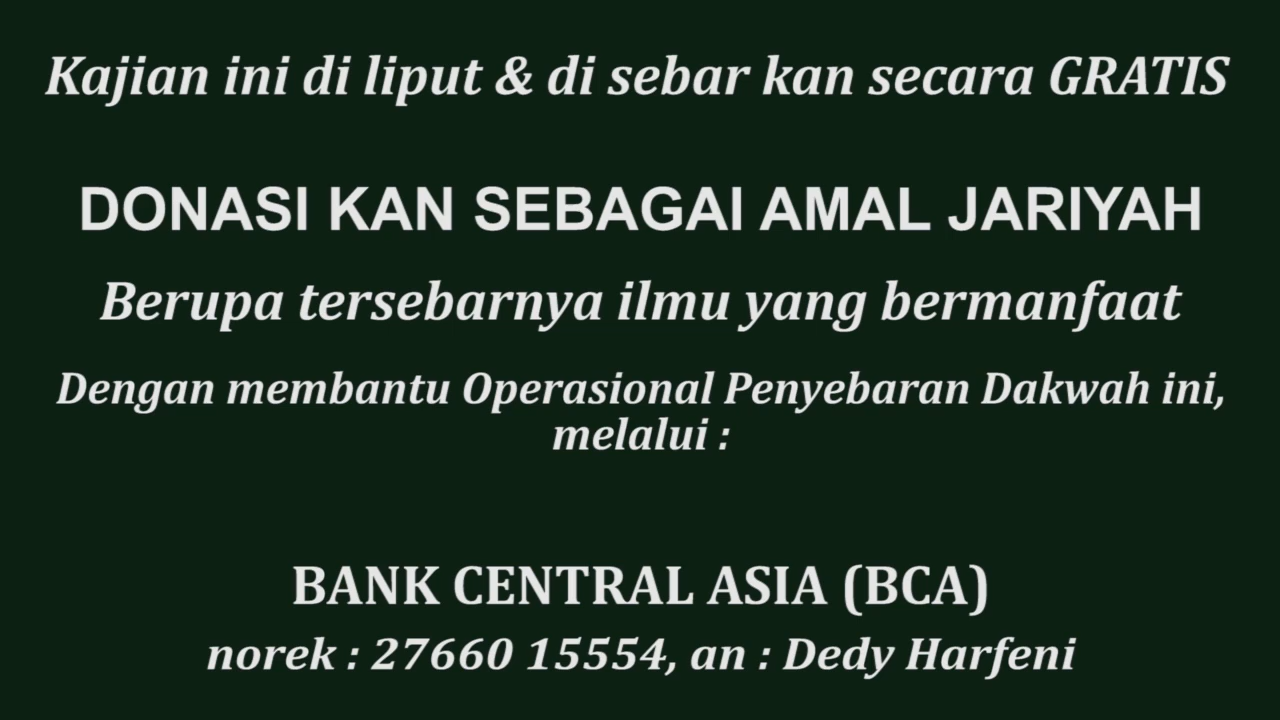 Kajian ini di liput & di sebar kan secara GRATIS
DONASI KAN SEBAGAI AMAL JARIYAH
Berupa tersebarnya ilmu yang bermanfaat
Dengan membantu Operasional Penyebaran Dakwah ini,
melalui :
BANK CENTRAL ASIA (BCA)
norek : 27660 15554, an : Dedy Harfeni